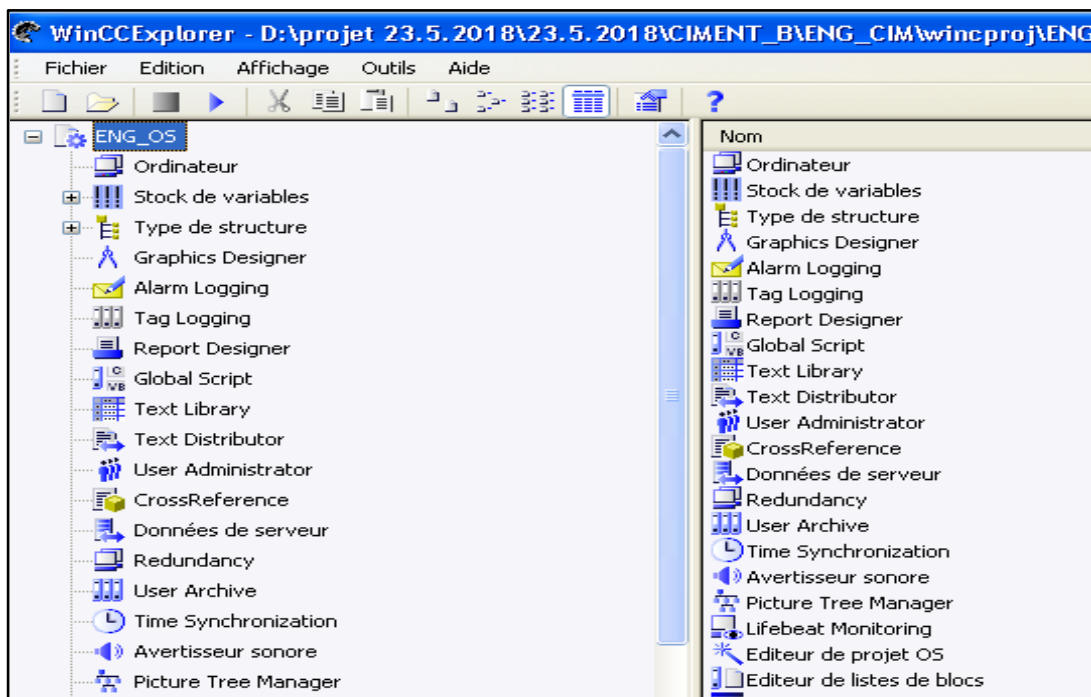 WinCCExplorer - D:\projet 23.5.2018\23.5.2018\CIMENT_B\ENG_CIM\wincproj\ENG
Fichier Edition Affichage Outils Aide
ENG_OS
Ordinateur
Stock de variables
Type de structure
Graphics Designer
Alarm Logging
Tag Logging
Report Designer
Global Script
Text Library
Text Distributor
User Administrator
CrossReference
Données de serveur
Redundancy
User Archive
Time Synchronization
Avertisseur sonore
Picture Tree Manager
Nom
Ordinateur
Stock de variables
Type de structure
Graphics Designer
Alarm Logging
Tag Logging
Report Designer
Global Script
Text Library
Text Distributor
User Administrator
CrossReference
Données de serveur
Redundancy
User Archive
Time Synchronization
Avertisseur sonore
Picture Tree Manager
Lifebeat Monitoring
Editeur de projet OS
Editeur de listes de blocs